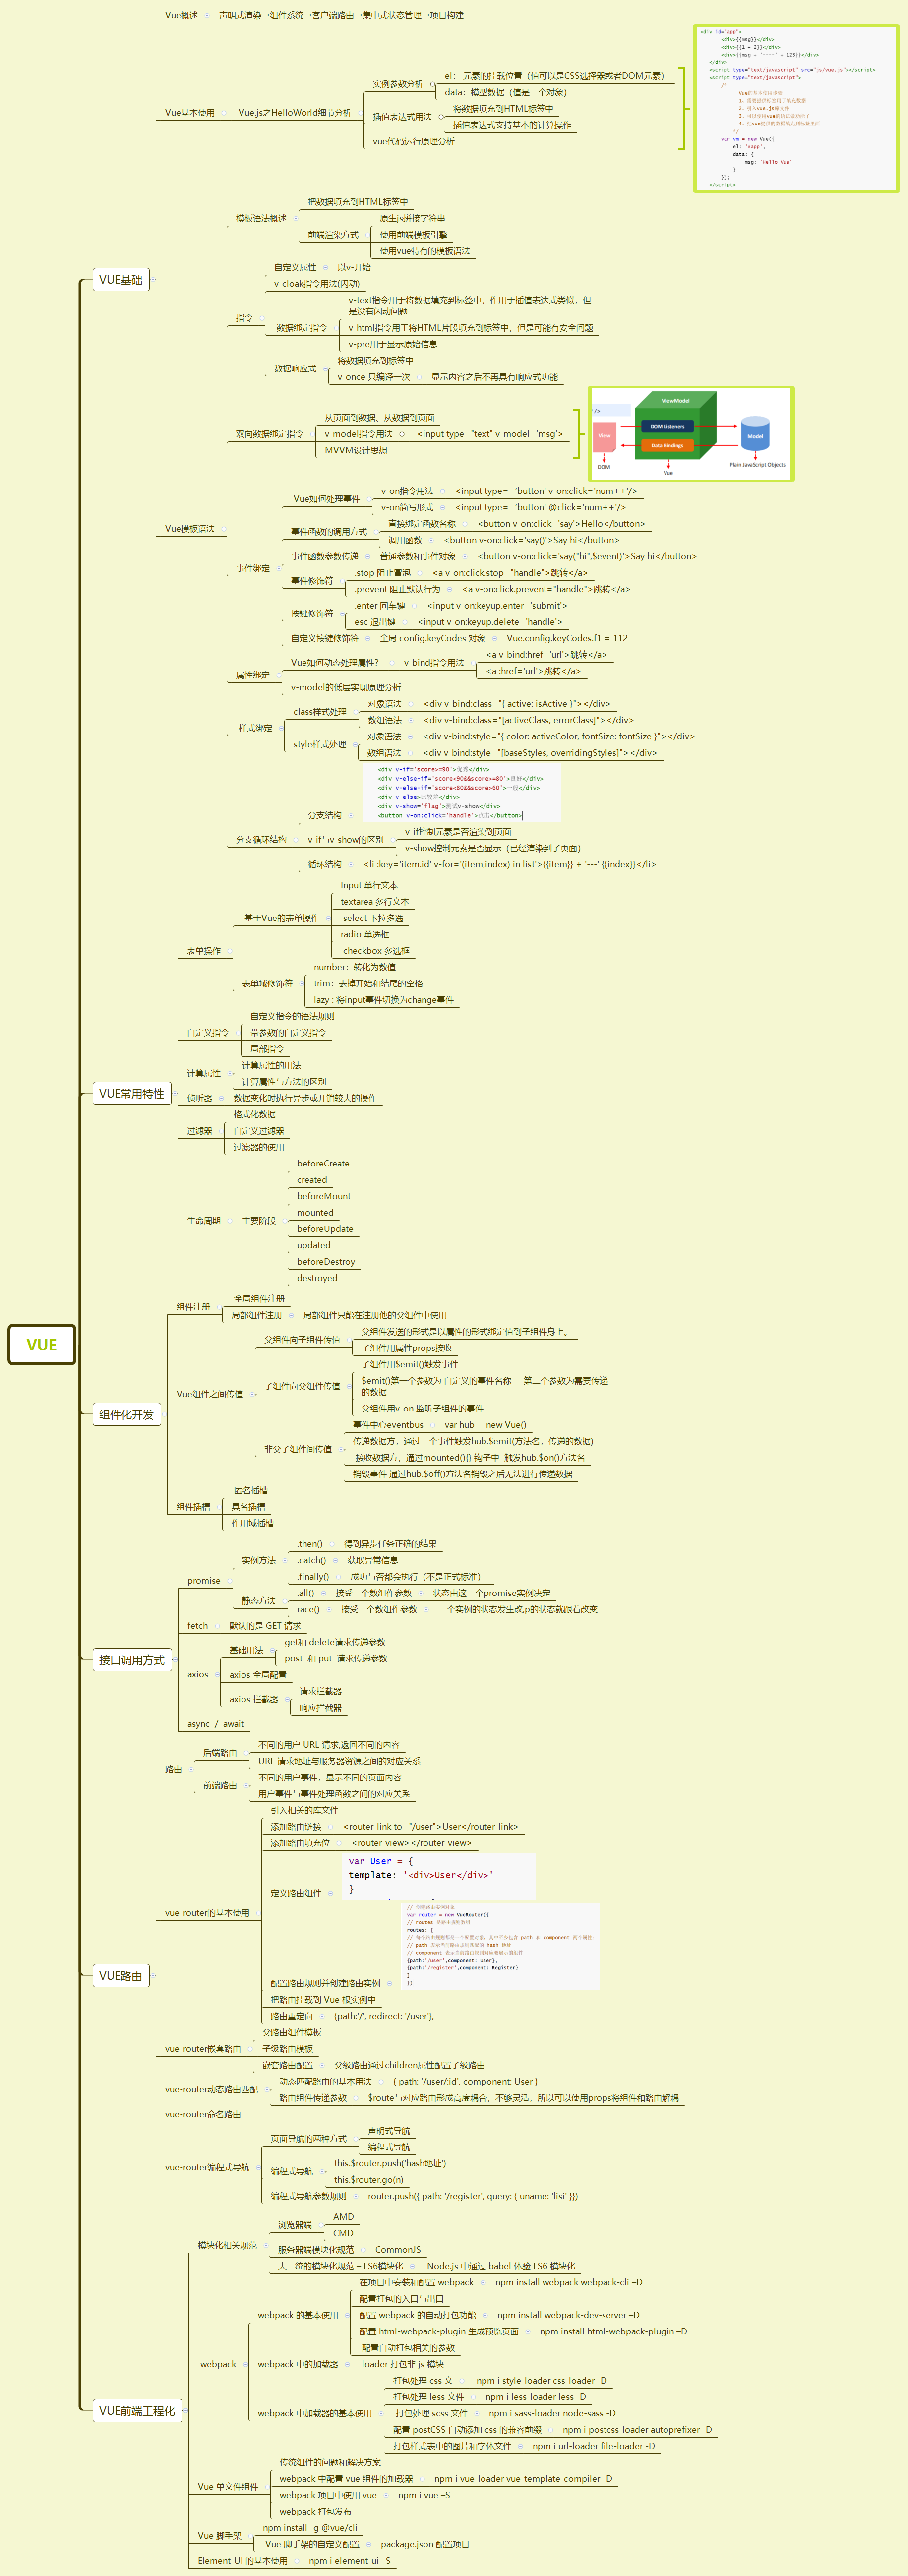 VUE
VUE基础
Vue概述
声明式渲染→组件系统→客户端路由→集中式状态管理→项目构建
Vue基本使用
Vue.js之HelloWorld细节分析
实例参数分析
el: 元素的挂载位置（值可以是CSS选择器或者DOM元素）
data：模型数据（值是一个对象）
插值表达式用法
将数据填充到HTML标签中
插值表达式支持基本的计算操作
vue代码运行原理分析
<div id="app">
<div>{{msg}}</div>
<div>{{1 + 2}}</div>
<div>{{msg + '----' + 123}}</div>
</div>
<script type="text/javascript" src="js/vue.js"></script>
<script type="text/javascript">
/*
Vue的基本使用步骤
1、需要提供标签用于填充数据
2、引入vue.js库文件
3、可以使用vue的语法做功能了
4、把vue提供的数据填充到标签里面
*/
var vm = new Vue({
el: '#app',
data: {
msg: 'Hello Vue'
}
});
</script>
Vue模板语法
模板语法概述
把数据填充到HTML标签中
前端渲染方式
原生js拼接字符串
使用前端模板引擎
使用vue特有的模板语法
指令
自定义属性
以v-开始
v-cloak指令用法(闪动)
数据绑定指令
v-text指令用于将数据填充到标签中，作用于插值表达式类似，但
是没有闪动问题
v-html指令用于将HTML片段填充到标签中，但是可能有安全问题
v-pre用于显示原始信息
数据响应式
将数据填充到标签中
v-once 只编译一次
显示内容之后不再具有响应式功能
双向数据绑定指令
从页面到数据、从数据到页面
v-model指令用法
<input type="text" v-model='msg'>
MVVM设计思想
ViewModel
/>
View
DOM Listeners
Data Bindings
Model
DOM
Vue
Plain JavaScript Objects
事件绑定
Vue如何处理事件
v-on指令用法
<input type= 'button' v-on:click='num++'/>
v-on简写形式
<input type= 'button' @click='num++'/>
事件函数的调用方式
直接绑定函数名称
<button v-on:click='say'>Hello</button>
调用函数
<button v-on:click='say()'>Say hi</button>
事件函数参数传递
普通参数和事件对象
<button v-on:click='say("hi",$event)'>Say hi</button>
事件修饰符
.stop 阻止冒泡
<a v-on:click.stop="handle">跳转</a>
.prevent 阻止默认行为
<a v-on:click.prevent="handle">跳转</a>
按键修饰符
.enter 回车键
<input v-on:keyup.enter='submit'>
esc 退出键
<input v-on:keyup.delete='handle'>
自定义按键修饰符
全局 config.keyCodes 对象
Vue.config.keyCodes.f1 = 112
属性绑定
Vue如何动态处理属性？
v-bind指令用法
<a v-bind:href='url'>跳转</a>
<a :href='url'>跳转</a>
v-model的低层实现原理分析
样式绑定
class样式处理
对象语法
<div v-bind:class="{ active: isActive }"></div>
数组语法
<div v-bind:class="[activeClass, errorClass]"></div>
style样式处理
对象语法
<div v-bind:style="{ color: activeColor, fontSize: fontSize }"></div>
数组语法
<div v-bind:style="[baseStyles, overridingStyles]"></div>
分支循环结构
分支结构
<div v-if='score>=90'>优秀</div>
<div v-else-if='score<90&&score>=80'>良好</div>
<div v-else-if='score<80&&score>60'>一般</div>
<div v-else>比较差</div>
<div v-show='flag'>测试v-show</div>
<button v-on:click='handle'>点击</button>
v-if与v-show的区别
v-if控制元素是否渲染到页面
v-show控制元素是否显示（已经渲染到了页面）
循环结构
<li :key='item.id' v-for='(item,index) in list'>{{item}} + '---' {{index}}</li>
VUE常用特性
表单操作
基于Vue的表单操作
Input 单行文本
textarea 多行文本
select 下拉多选
radio 单选框
checkbox 多选框
表单域修饰符
number：转化为数值
trim：去掉开始和结尾的空格
lazy : 将input事件切换为change事件
自定义指令
自定义指令的语法规则
带参数的自定义指令
局部指令
计算属性
计算属性的用法
计算属性与方法的区别
侦听器
数据变化时执行异步或开销较大的操作
过滤器
格式化数据
自定义过滤器
过滤器的使用
生命周期
主要阶段
beforeCreate
created
beforeMount
mounted
beforeUpdate
updated
beforeDestroy
destroyed
组件化开发
组件注册
全局组件注册
局部组件注册
局部组件只能在注册他的父组件中使用
Vue组件之间传值
父组件向子组件传值
父组件发送的形式是以属性的形式绑定值到子组件身上。
子组件用属性props接收
子组件向父组件传值
子组件用$emit()触发事件
$emit()第一个参数为 自定义的事件名称 第二个参数为需要传递
的数据
父组件用v-on 监听子组件的事件
非父子组件间传值
事件中心eventbus
var hub = new Vue()
传递数据方，通过一个事件触发hub.$emit(方法名，传递的数据)
接收数据方，通过mounted(){} 钩子中 触发hub.$on()方法名
销毁事件 通过hub.$off()方法名销毁之后无法进行传递数据
组件插槽
匿名插槽
具名插槽
作用域插槽
接口调用方式
promise
实例方法
.then()
得到异步任务正确的结果
.catch()
获取异常信息
.finally()
成功与否都会执行（不是正式标准）
静态方法
.all()
接受一个数组作参数
状态由这三个promise实例决定
race()
接受一个数组作参数
一个实例的状态发生改,p的状态就跟着改变
fetch
默认的是 GET 请求
axios
基础用法
get和 delete请求传递参数
post 和 put 请求传递参数
axios 全局配置
axios 拦截器
请求拦截器
响应拦截器
async / await
VUE路由
路由
后端路由
不同的用户 URL 请求,返回不同的内容
URL 请求地址与服务器资源之间的对应关系
前端路由
不同的用户事件，显示不同的页面内容
用户事件与事件处理函数之间的对应关系
vue-router的基本使用
引入相关的库文件
添加路由链接
<router-link to="/user">User</router-link>
添加路由填充位
<router-view></router-view>
定义路由组件
var User = {
template: '<div>User</div>'
}
配置路由规则并创建路由实例
// 创建路由实例对象
var router = new VueRouter({
// routes 是路由规则数组
routes: [
// 每个路由规则都是一个配置对象，其中至少包含 path 和 component 两个属性：
// path 表示当前路由规则匹配的 hash 地址
// component 表示当前路由规则对应要展示的组件
{path:'/user',component: User},
{path:'/register',component: Register}
]
})
把路由挂载到 Vue 根实例中
路由重定向
{path:'/', redirect: '/user'},
vue-router嵌套路由
父路由组件模板
子级路由模板
嵌套路由配置
父级路由通过children属性配置子级路由
vue-router动态路由匹配
动态匹配路由的基本用法
{ path: '/user/:id', component: User }
路由组件传递参数
$route与对应路由形成高度耦合，不够灵活，所以可以使用props将组件和路由解耦
vue-router命名路由
vue-router编程式导航
页面导航的两种方式
声明式导航
编程式导航
编程式导航
this.$router.push('hash地址')
this.$router.go(n)
编程式导航参数规则
router.push({ path: '/register', query: { uname: 'lisi' }})
VUE前端工程化
模块化相关规范
浏览器端
AMD
CMD
服务器端模块化规范
CommonJS
大一统的模块化规范 – ES6模块化
Node.js 中通过 babel 体验 ES6 模块化
webpack
webpack 的基本使用
在项目中安装和配置 webpack
npm install webpack webpack-cli –D
配置打包的入口与出口
配置 webpack 的自动打包功能
npm install webpack-dev-server –D
配置 html-webpack-plugin 生成预览页面
npm install html-webpack-plugin –D
配置自动打包相关的参数
webpack 中的加载器
loader 打包非 js 模块
webpack 中加载器的基本使用
打包处理 css 文
npm i style-loader css-loader -D
打包处理 less 文件
npm i less-loader less -D
打包处理 scss 文件
npm i sass-loader node-sass -D
配置 postCSS 自动添加 css 的兼容前缀
npm i postcss-loader autoprefixer -D
打包样式表中的图片和字体文件
npm i url-loader file-loader -D
Vue 单文件组件
传统组件的问题和解决方案
webpack 中配置 vue 组件的加载器
npm i vue-loader vue-template-compiler -D
webpack 项目中使用 vue
npm i vue –S
webpack 打包发布
Vue 脚手架
npm install -g @vue/cli
Vue 脚手架的自定义配置
package.json 配置项目
Element-UI 的基本使用
npm i element-ui –S